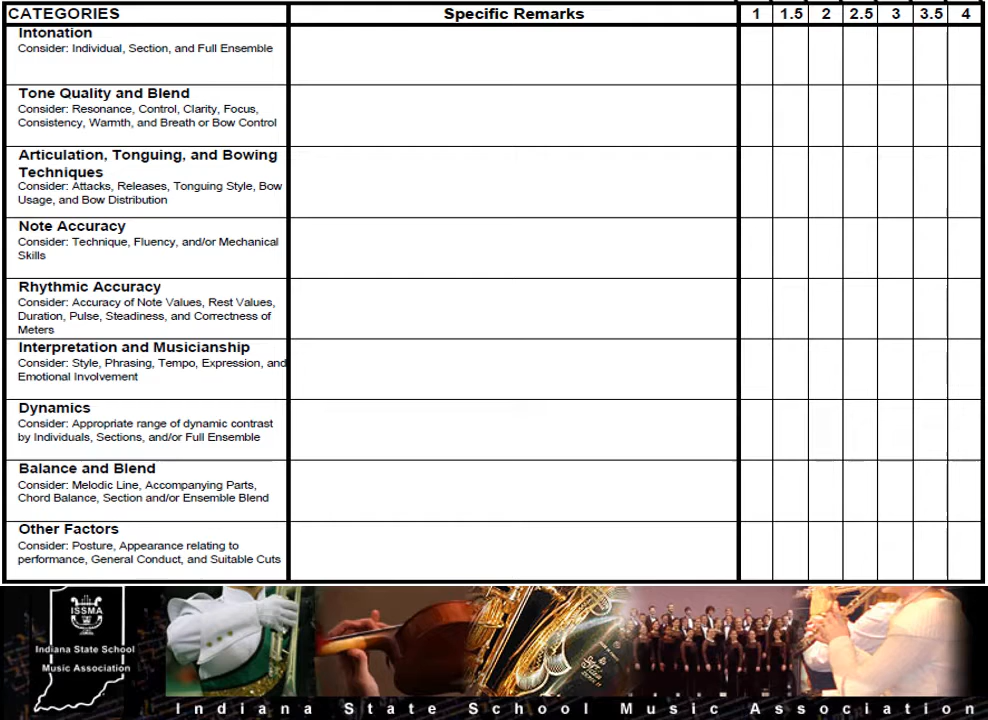 CATEGORIES Specific Remarks 1 1.5 2 2.5 3 3.5 4
Intonation
Consider: Individual, Section, and Full Ensemble
Tone Quality and Blend
Consider: Resonance, Control, Clarity, Focus,
Consistency, Warmth, and Breath or Bow Control
Articulation, Tonguing, and Bowing
Techniques
Consider: Attacks, Releases, Tonguing Style, Bow
Usage, and Bow Distribution
Note Accuracy
Consider: Technique, Fluency, and/or Mechanical
Skills
Rhythmic Accuracy
Consider: Accuracy of Note Values, Rest Values,
Duration, Pulse, Steadiness, and Correctness of
Meters
Interpretation and Musicianship
Consider: Style, Phrasing, Tempo, Expression, and
Emotional Involvement
Dynamics
Consider: Appropriate range of dynamic contrast
by Individuals, Sections, and/or Full Ensemble
Balance and Blend
Consider: Melodic Line, Accompanying Parts,
Chord Balance, Section and/or Ensemble Blend
Other Factors
Consider: Posture, Appearance relating to
performance, General Conduct, and Suitable Cuts
ISSMA
Indiana State School
Music Association
Indiana State School Music Association